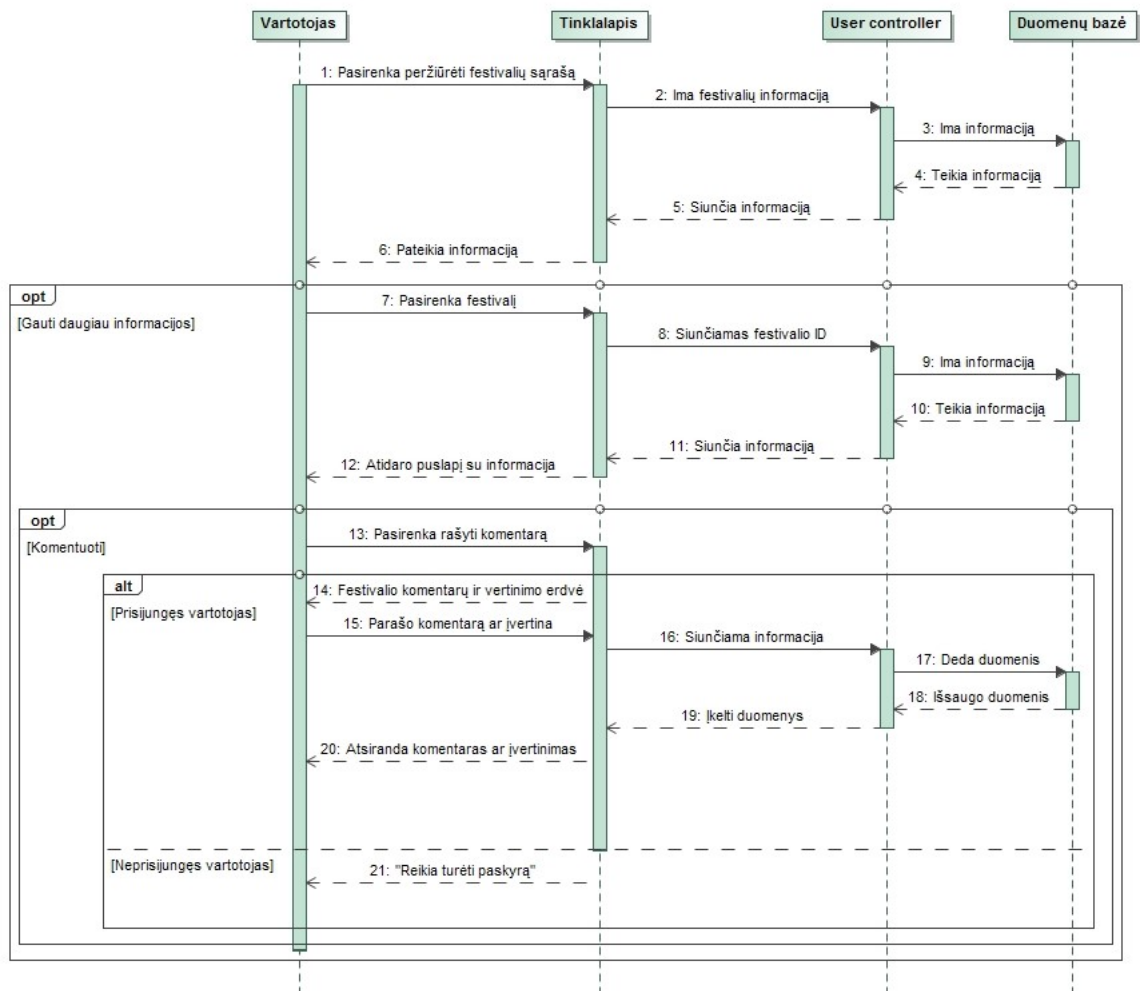 Vartotojas
Tinklalapis
User controller
Duomenų bazė
1: Pasirenka peržiūrėti festivalių sąrašą
2: Ima festivalių informaciją
3: Ima informaciją
4: Teikia informaciją
5: Siunčia informaciją
6: Pateikia informaciją
opt
[Gauti daugiau informacijos]
7: Pasirenka festivalį
8: Siunčiamas festivalio ID
9: Ima informaciją
10: Teikia informaciją
11: Siunčia informaciją
12: Atidaro puslapį su informacija
opt
[Komentuoti]
13: Pasirenka rašyti komentarą
alt
[Prisijungęs vartotojas]
14: Festivalio komentarų ir vertinimo erdvė
15: Parašo komentarą ar įvertina
16: Siunčiama informacija
17: Deda duomenis
18: Išsaugo duomenis
19: Įkelti duomenys
20: Atsiranda komentaras ar įvertinimas
[Neprisijungęs vartotojas]
21: "Reikia turėti paskyrą"